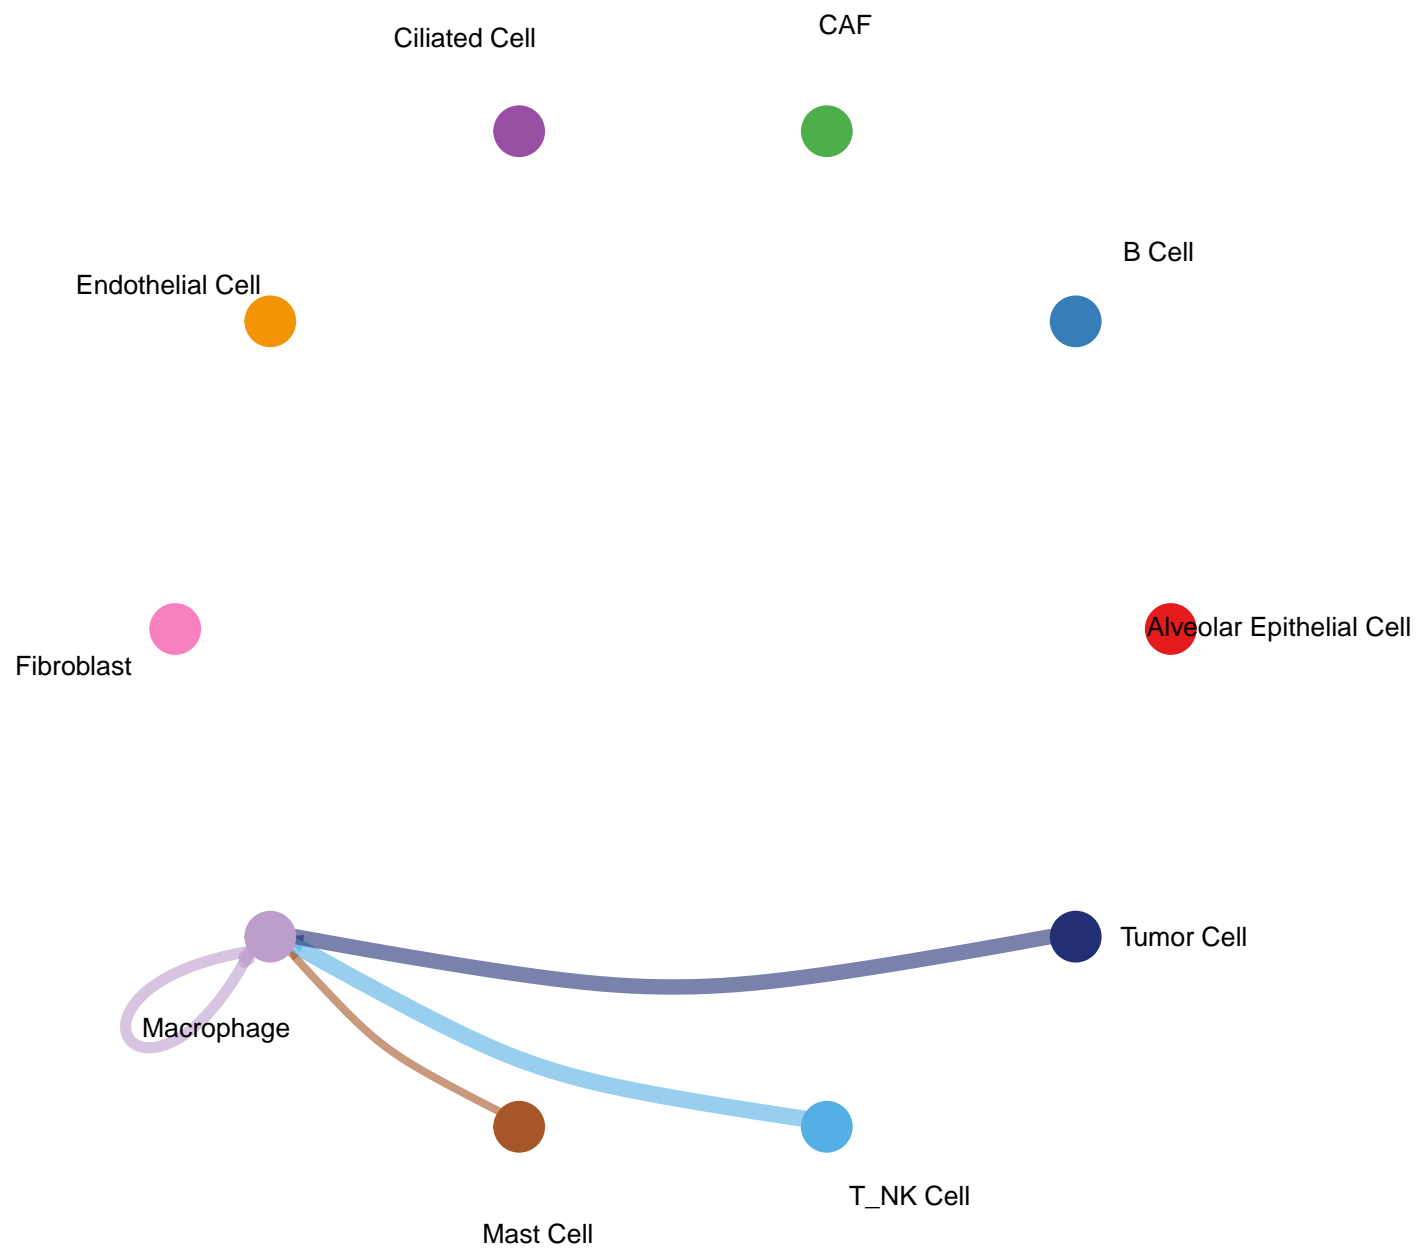 CAF
Ciliated Cell
B Cell
Endothelial Cell
Alveolar Epithelial Cell
Fibroblast
Tumor Cell
Macrophage
T_NK Cell
Mast Cell